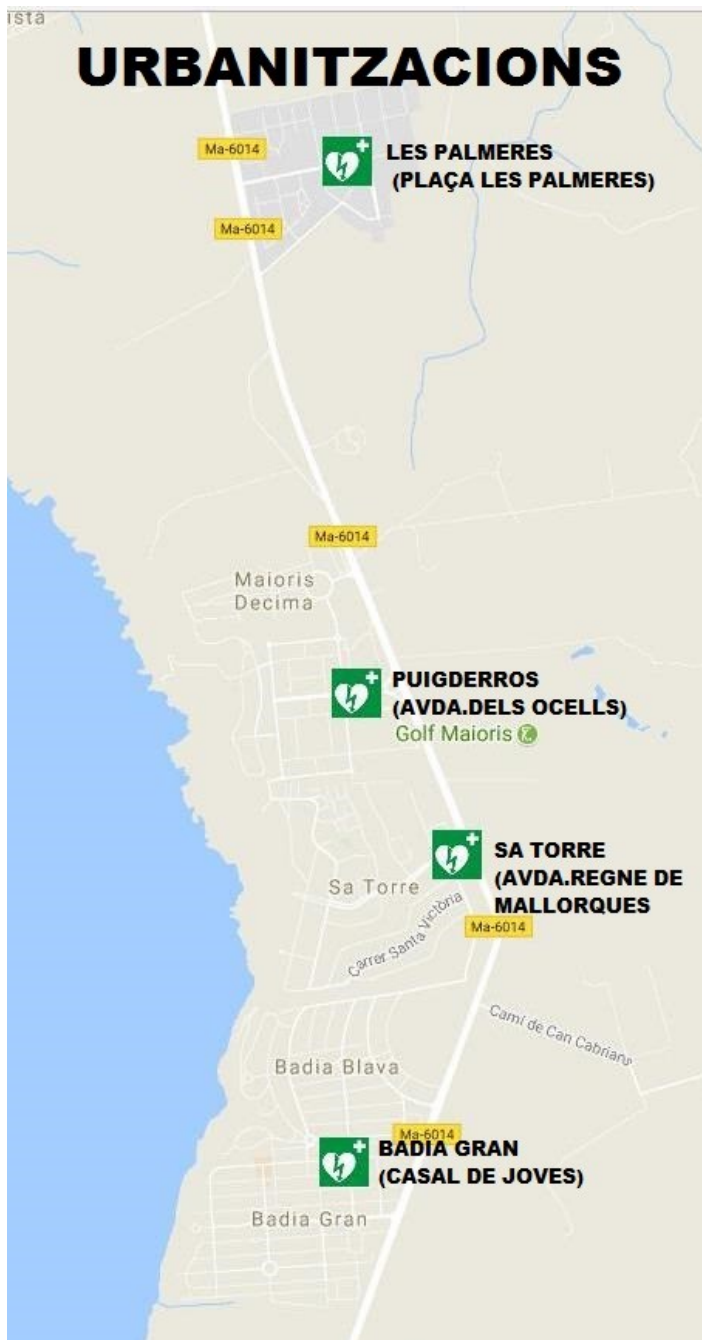 ista
URBANITZACIONS
Ma-6014
LES PALMERES
(PLAÇA LES PALMERES)
Ma-6014
Ma-6014
Maioris
Decima
PUIGDERROS
(AVDA.DELS OCELLS)
Golf Maioris
SA TORRE
(AVDA.REGNE DE
MALLORQUES
Sa Torre
Carrer Santa Victòria
Ma-6014
Camí de Can Cabrians
Badia Blava
Ma-6014
BADIA GRAN
(CASAL DE JOVES)
Badia Gran